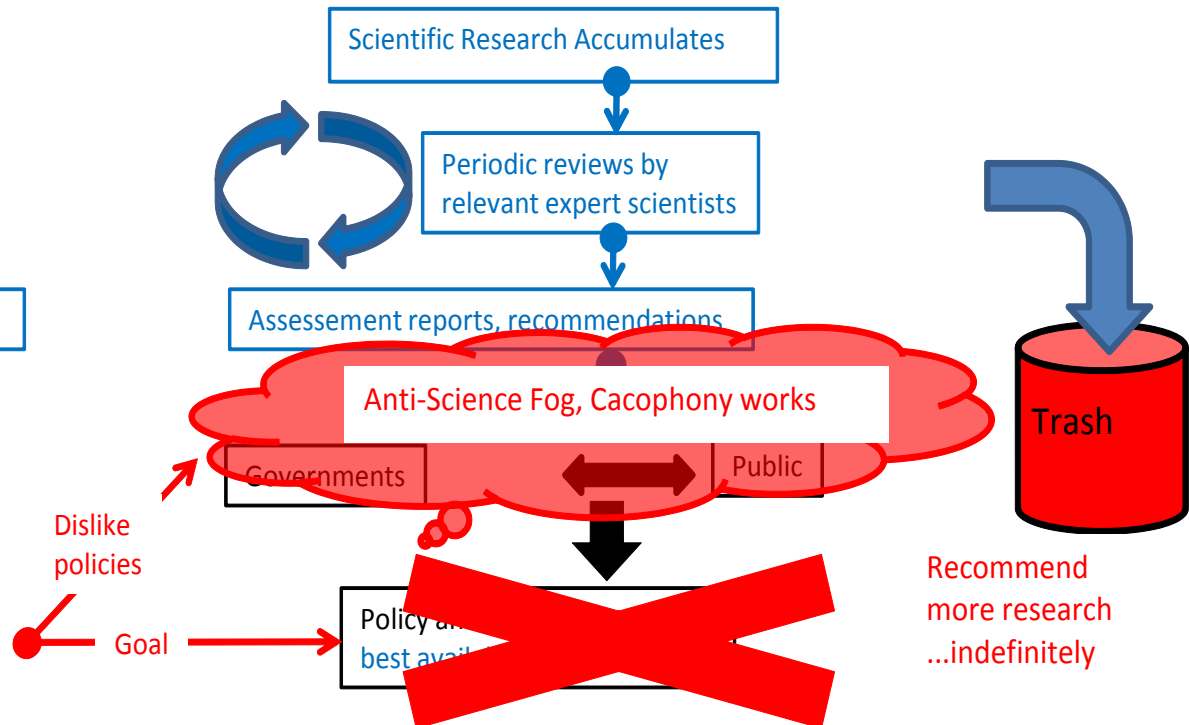 Scientific Research Accumulates
Periodic reviews by
relevant expert scientists
Assessement reports, recommendations
Anti-Science Fog, Cacophony works
Trash
Governments
Public
Dislike
policies
Goal
Policy
best
Recommend
more research
...indefinitely